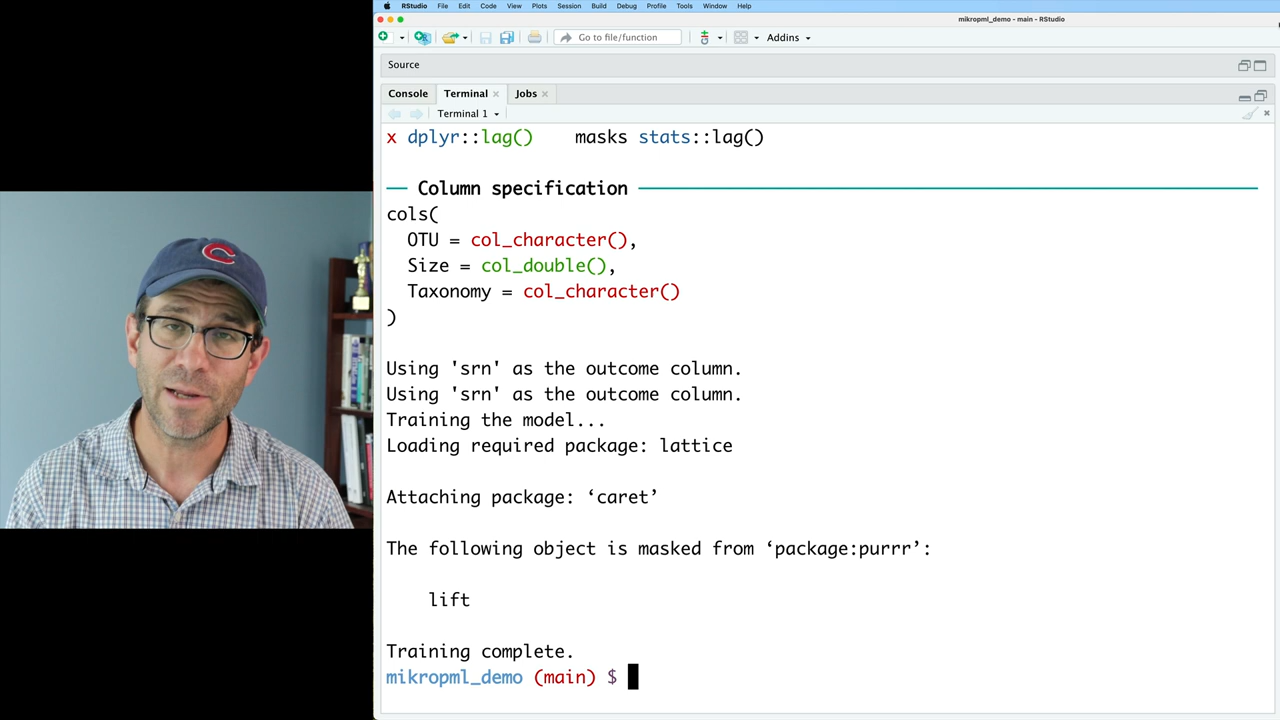 RStudio File Edit Code View Plots Session Build Debug Profile Tools Window Help
mikropml_demo - main - RStudio
Go to file/function Addins
Source
Console Terminal Jobs
Terminal 1
x dplyr::lag() masks stats::lag()
Column specification
cols(
OTU = col_character(),
Size = col_double(),
Taxonomy = col_character()
)
Using 'srn' as the outcome column.
Using 'srn' as the outcome column.
Training the model...
Loading required package: lattice
Attaching package: ‘caret’
The following object is masked from ‘package:purrr’:
lift
Training complete.
mikropml_demo (main) $
C